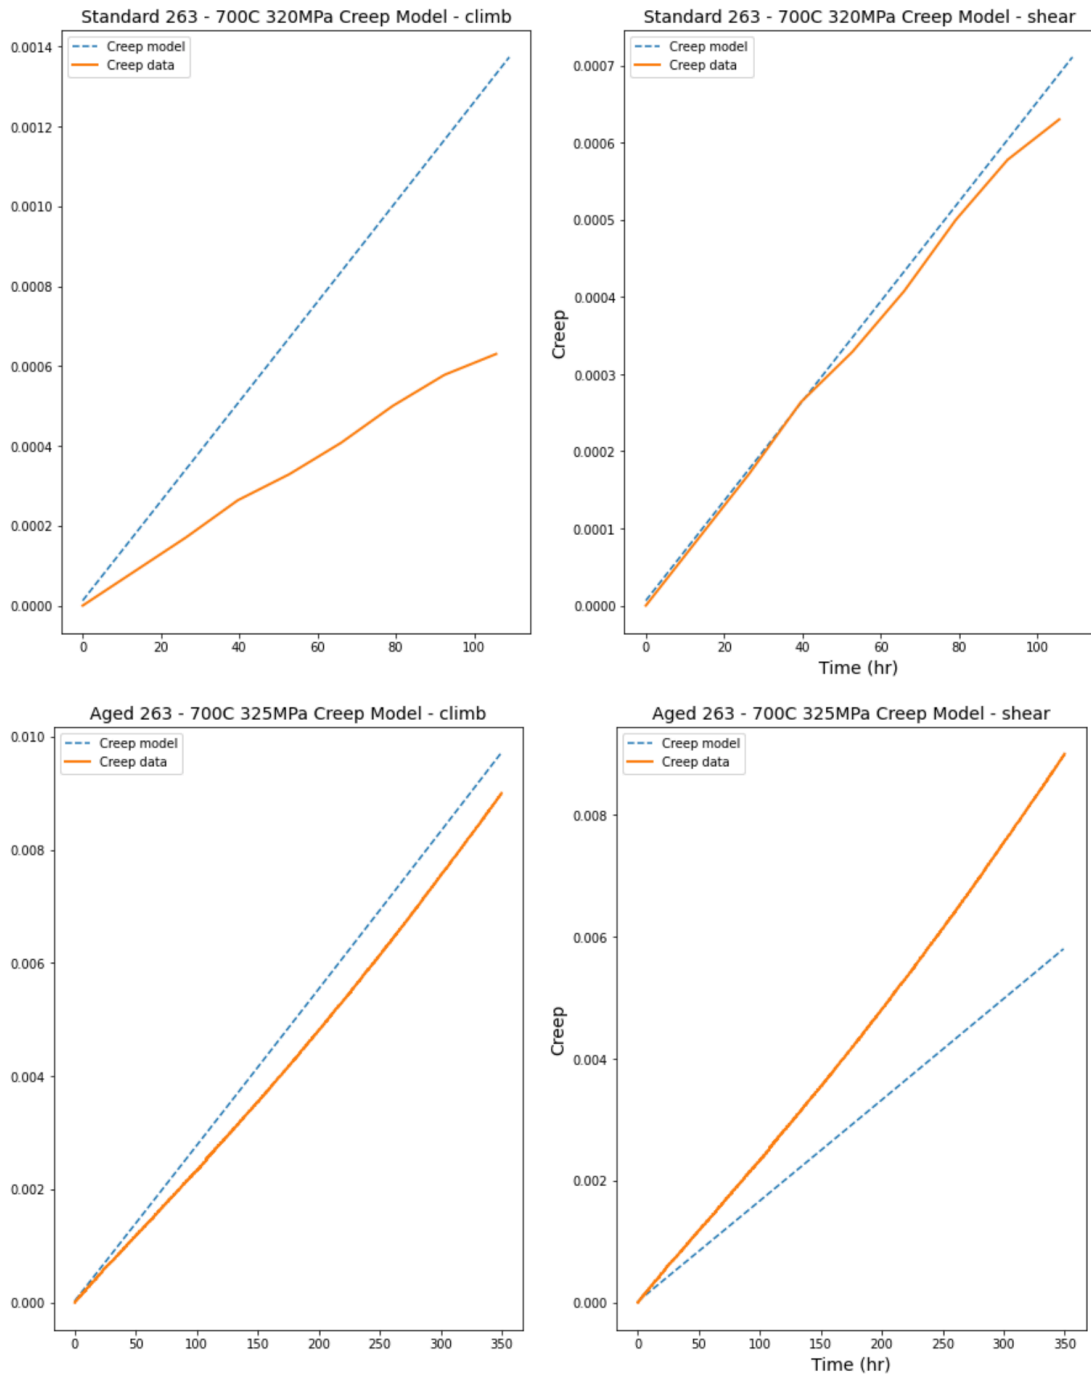 Standard 263 - 700C 320MPa Creep Model - climb
Creep model
Creep data
0.0014
0.0012
0.0010
0.0008
0.0006
0.0004
0.0002
0.0000
0 20 40 60 80 100
Standard 263 - 700C 320MPa Creep Model - shear
Creep model
Creep data
0.0007
0.0006
0.0005
0.0004
0.0003
0.0002
0.0001
0.0000
Creep
0 20 40 60 80 100
Time (hr)
Aged 263 - 700C 325MPa Creep Model - climb
Creep model
Creep data
0.010
0.008
0.006
0.004
0.002
0.000
0 50 100 150 200 250 300 350
Aged 263 - 700C 325MPa Creep Model - shear
Creep model
Creep data
0.008
0.006
0.004
0.002
0.000
Creep
0 50 100 150 200 250 300 350
Time (hr)